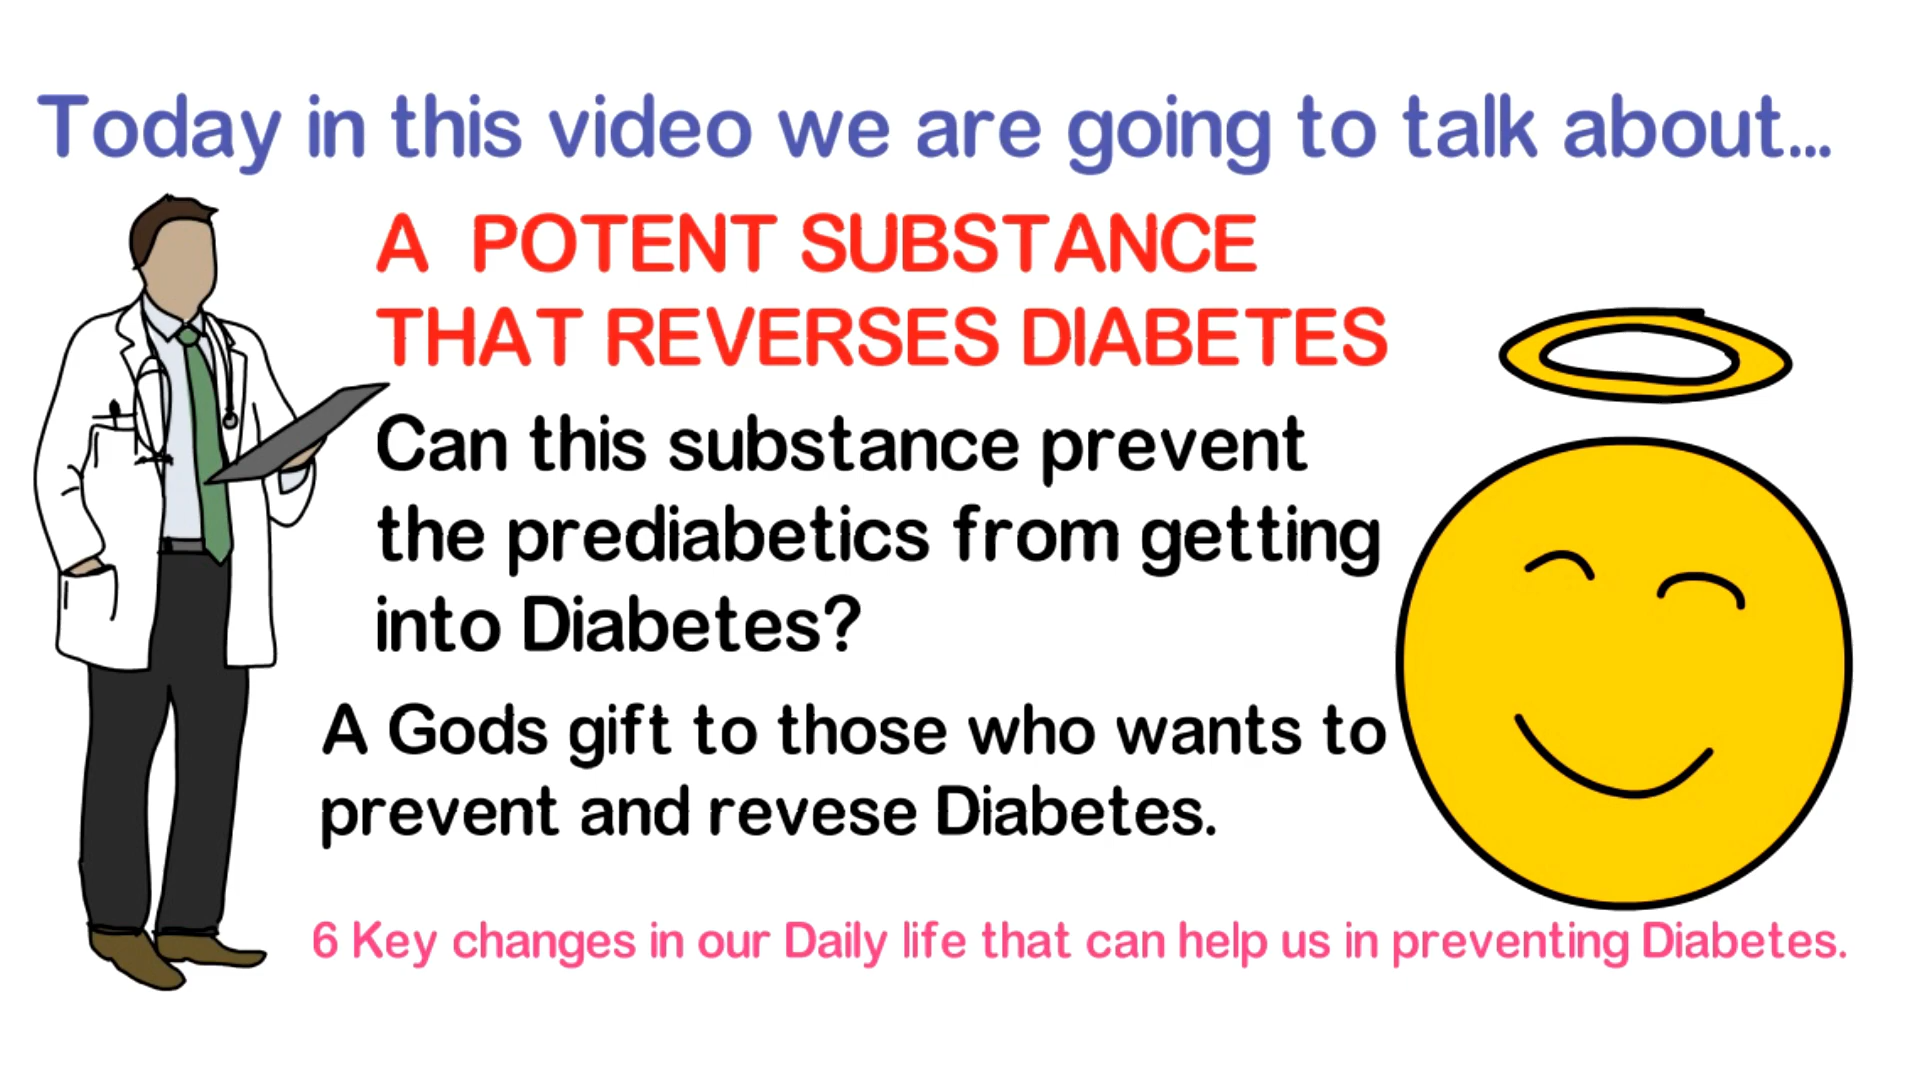 Today in this video we are going to talk about...
A POTENT SUBSTANCE
THAT REVERSES DIABETES
Can this substance prevent
the prediabetics from getting
into Diabetes?
A Gods gift to those who wants to
prevent and revese Diabetes.
6 Key changes in our Daily life that can help us in preventing Diabetes.